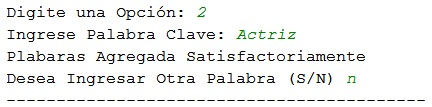 Digite una Opción: 2
Ingrese Palabra Clave: Actriz
Plabaras Agregada Satisfactoriamente
Desea Ingresar Otra Palabra (S/N) n
------------------------------------------